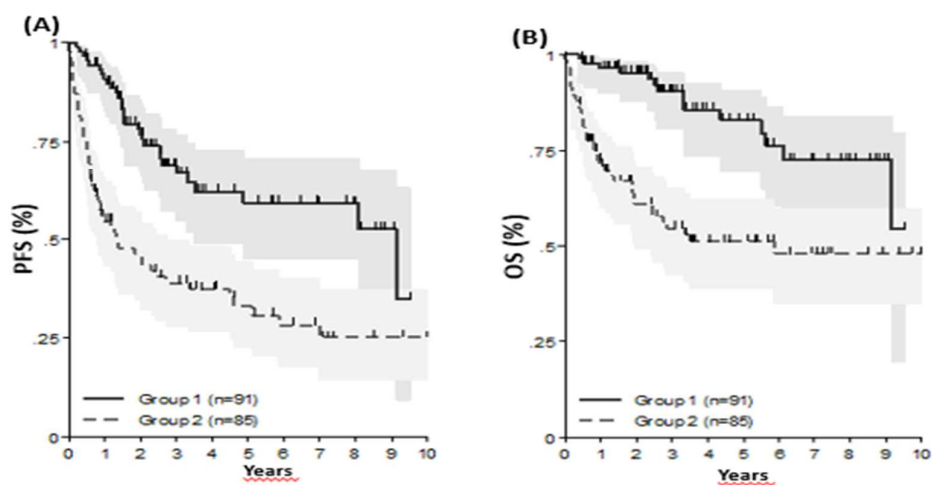 (A)
1
.75
.5
.25
0
PFS (%)
Group 1 (n=91)
Group 2 (n=85)
0 1 2 3 4 5 6 7 8 9 10
Years
(B)
1
.75
.5
.25
0
OS (%)
Group 1 (n=91)
Group 2 (n=85)
0 1 2 3 4 5 6 7 8 9 10
Years